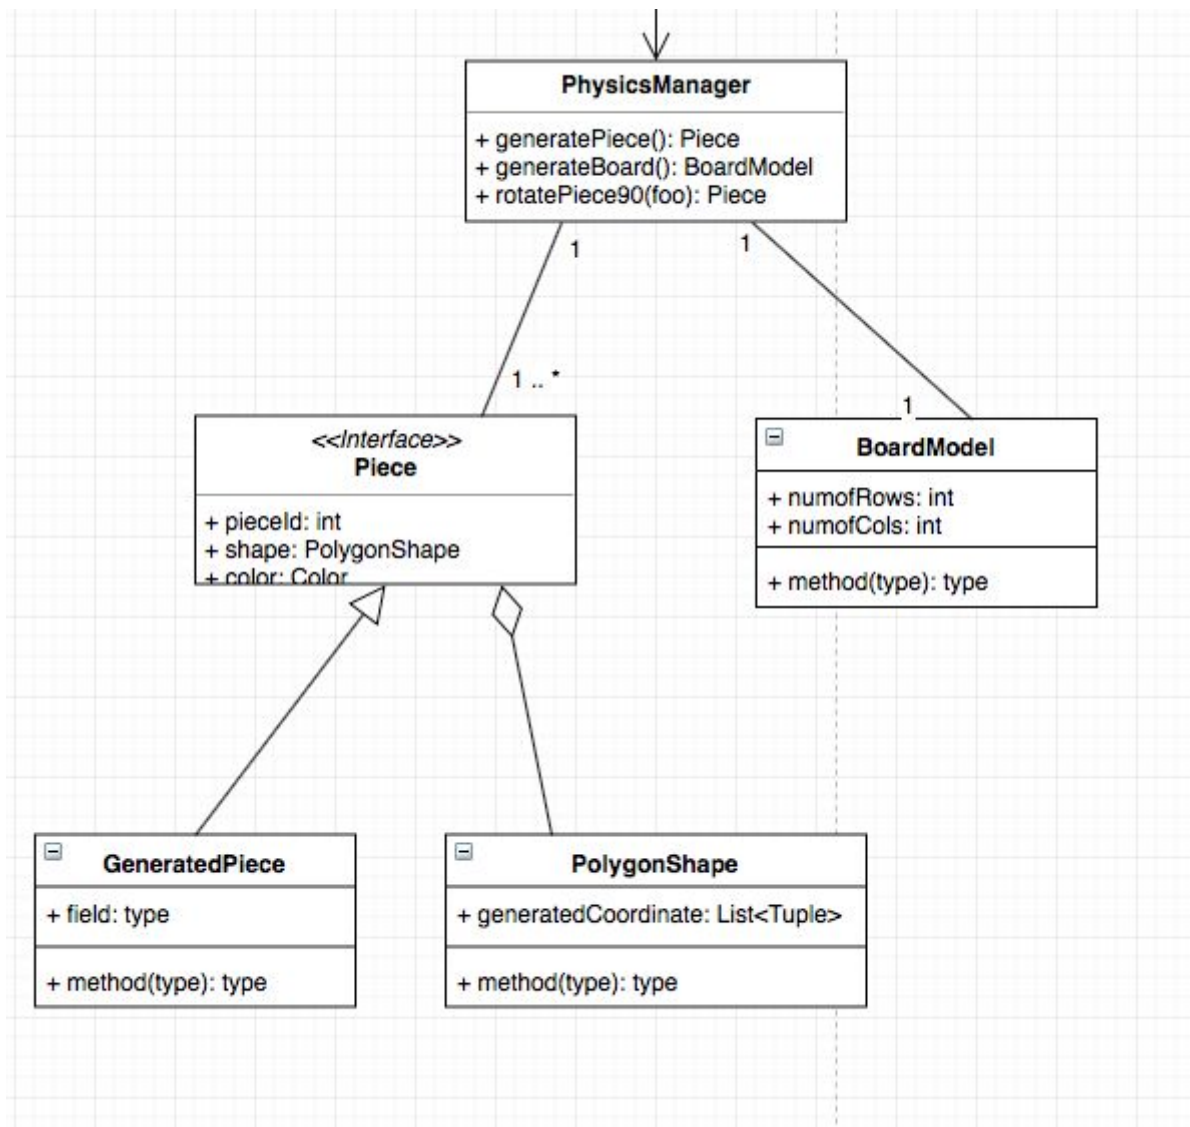 PhysicsManager
+ generatePiece(): Piece
+ generateBoard(): BoardModel
+ rotatePiece90(foo): Piece
1
1
1 .. *
1
<<Interface>>
Piece
+ pieceId: int
+ shape: PolygonShape
+ color: Color
BoardModel
+ numofRows: int
+ numofCols: int
+ method(type): type
GeneratedPiece
+ field: type
+ method(type): type
PolygonShape
+ generatedCoordinate: List<Tuple>
+ method(type): type